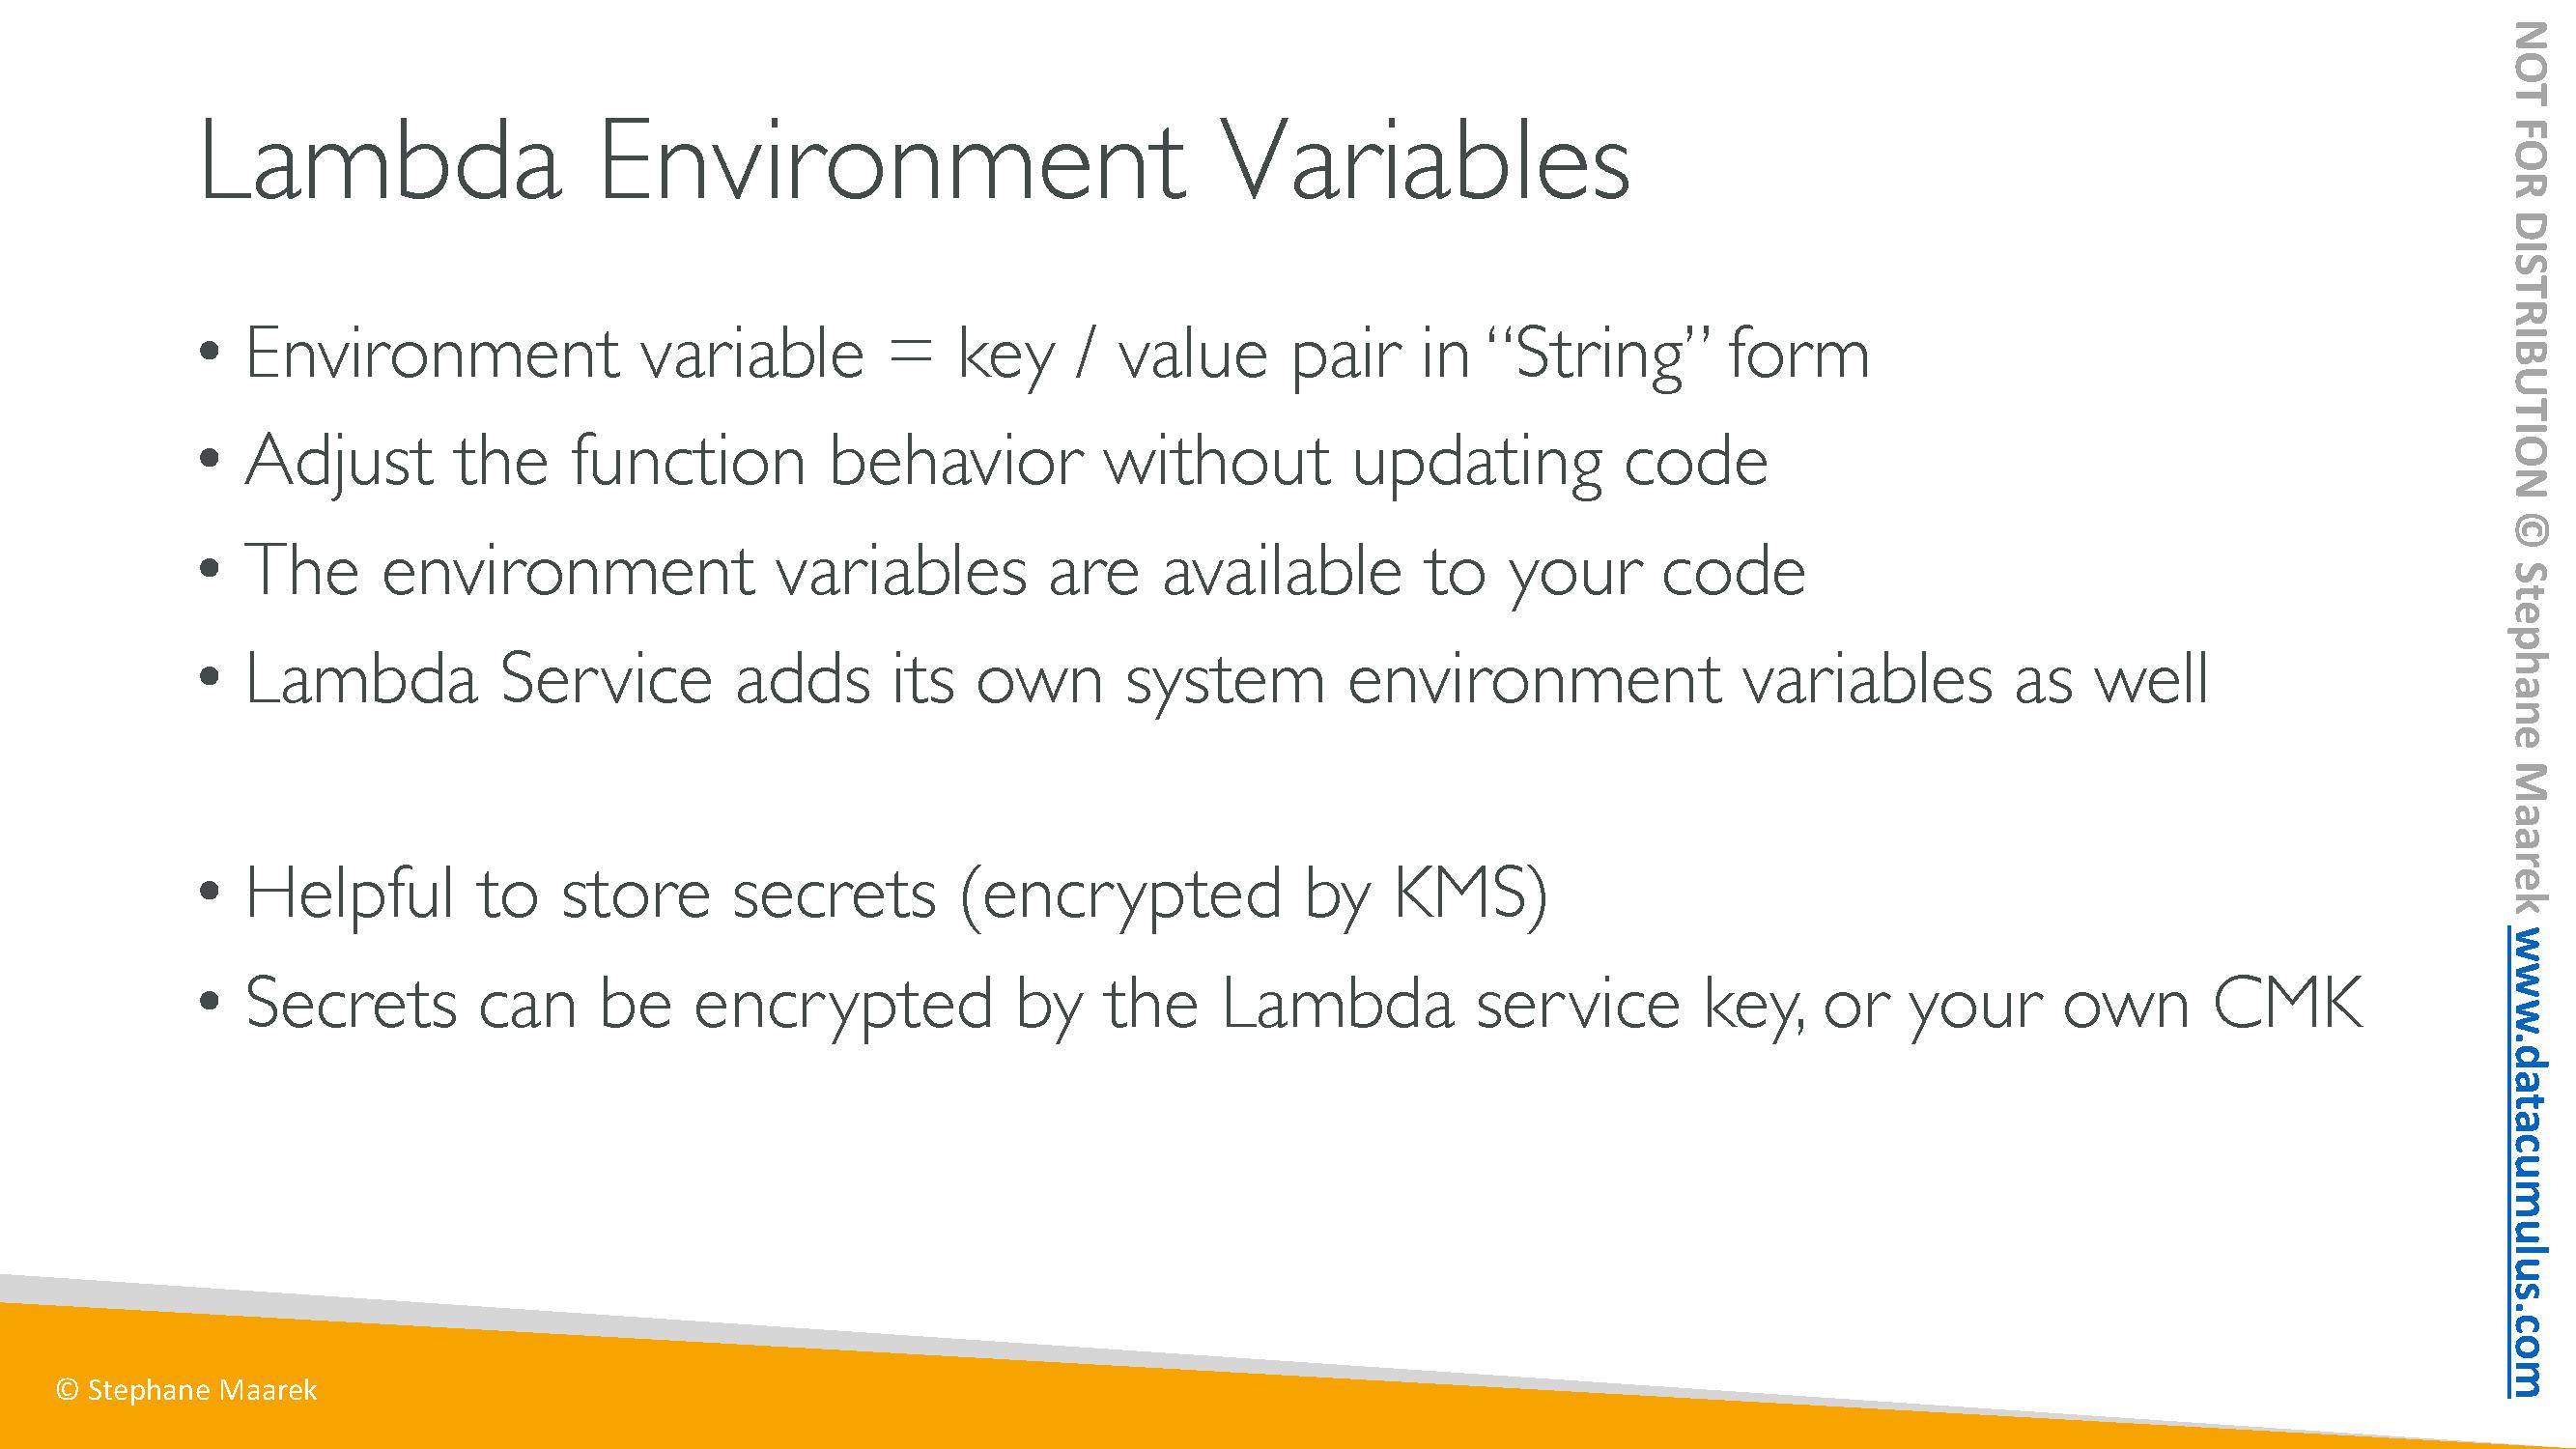 Lambda Environment Variables
• Environment variable = key / value pair in “String” form
• Adjust the function behavior without updating code
• The environment variables are available to your code
• Lambda Service adds its own system environment variables as well
• Helpful to store secrets (encrypted by KMS)
• Secrets can be encrypted by the Lambda service key, or your own CMK
© Stephane Maarek
NOT FOR DISTRIBUTION © Stephane Maarek www.datacumulus.com